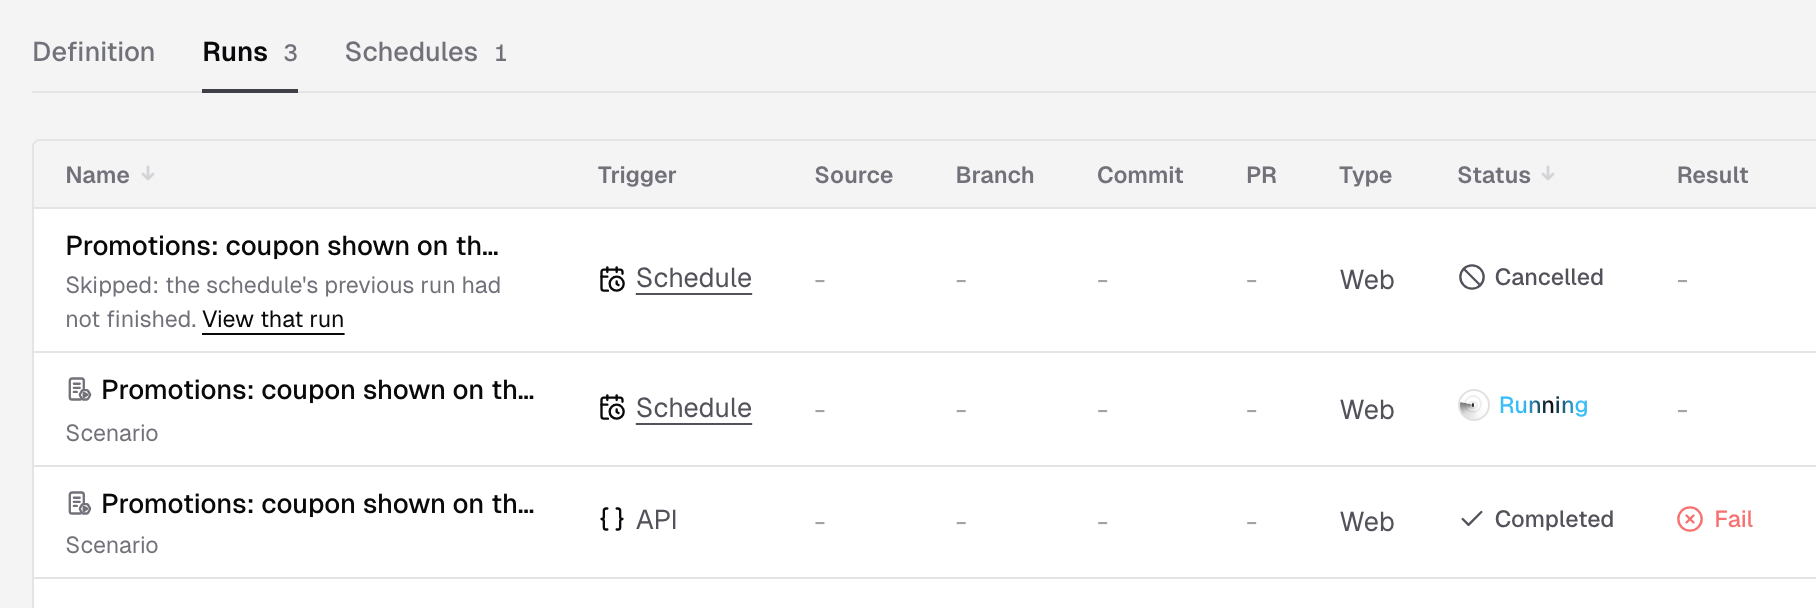 Definition Runs 3 Schedules 1
Name Trigger Source Branch Commit PR Type Status Result
Promotions: coupon shown on th...
Skipped: the schedule's previous run had
not finished. View that run
Schedule - - - - Web Cancelled -
Promotions: coupon shown on th...
Scenario
Schedule - - - - Web Running -
Promotions: coupon shown on th...
Scenario
API - - - - Web Completed Fail